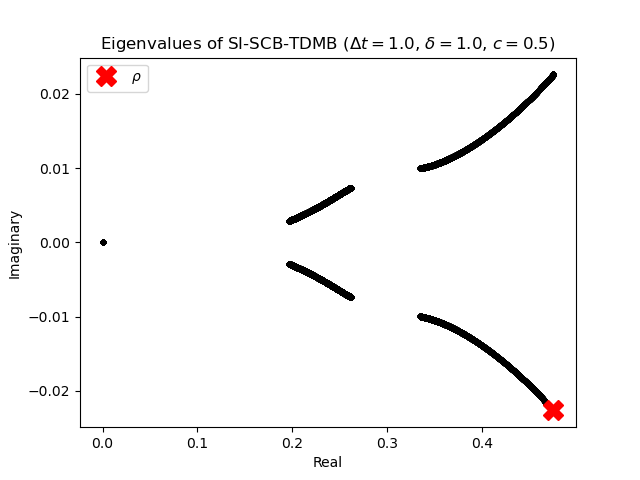 Eigenvalues of SI-SCB-TDMB (Δt = 1.0, δ = 1.0, c = 0.5)
ρ
0.02
0.01
0.00
−0.01
−0.02
Imaginary
0.0 0.1 0.2 0.3 0.4
Real